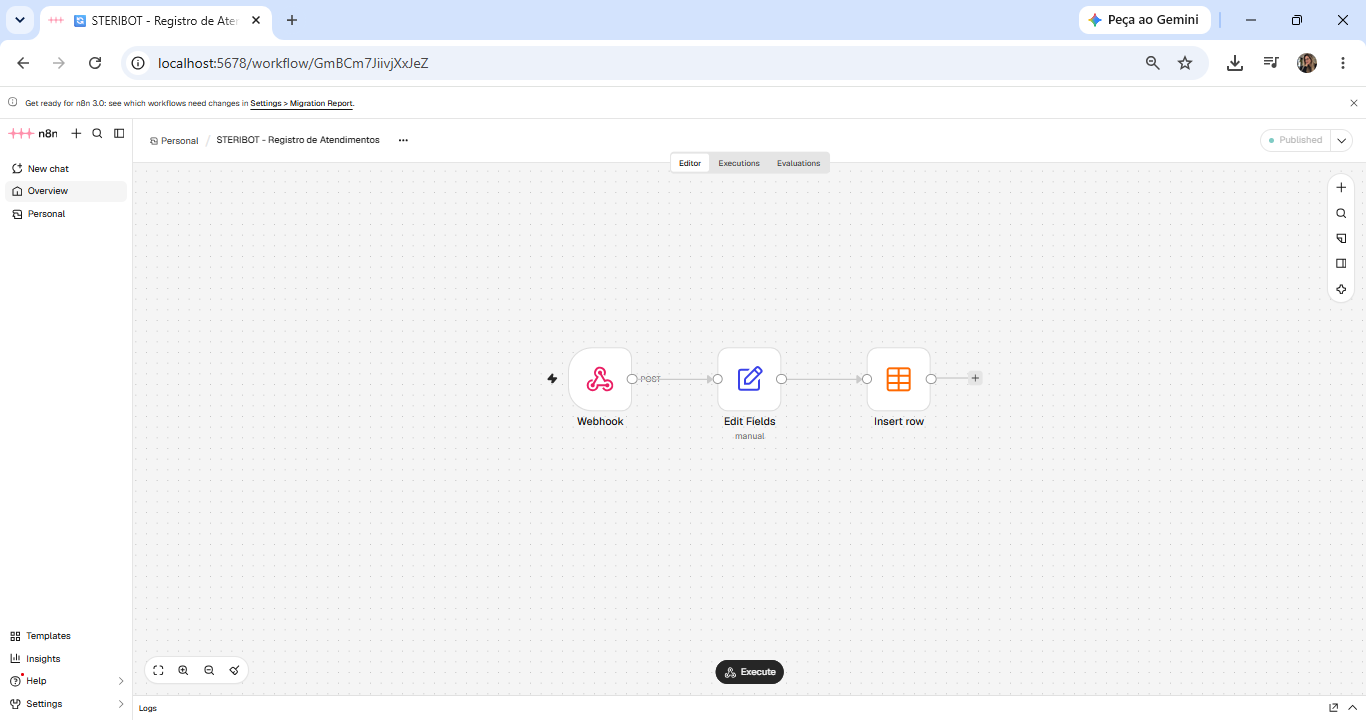 STERIBOT - Registro de Ate
Peça ao Gemini
localhost:5678/workflow/GmBCm7JiivjXxJeZ
Get ready for n8n 3.0: see which workflows need changes in Settings > Migration Report.
n8n
Personal / STERIBOT - Registro de Atendimentos ...
Published
Editor Executions Evaluations
New chat
Overview
Personal
POST
Webhook
Edit Fields
manual
Insert row
Templates
Insights
Help
Settings
Execute
Logs